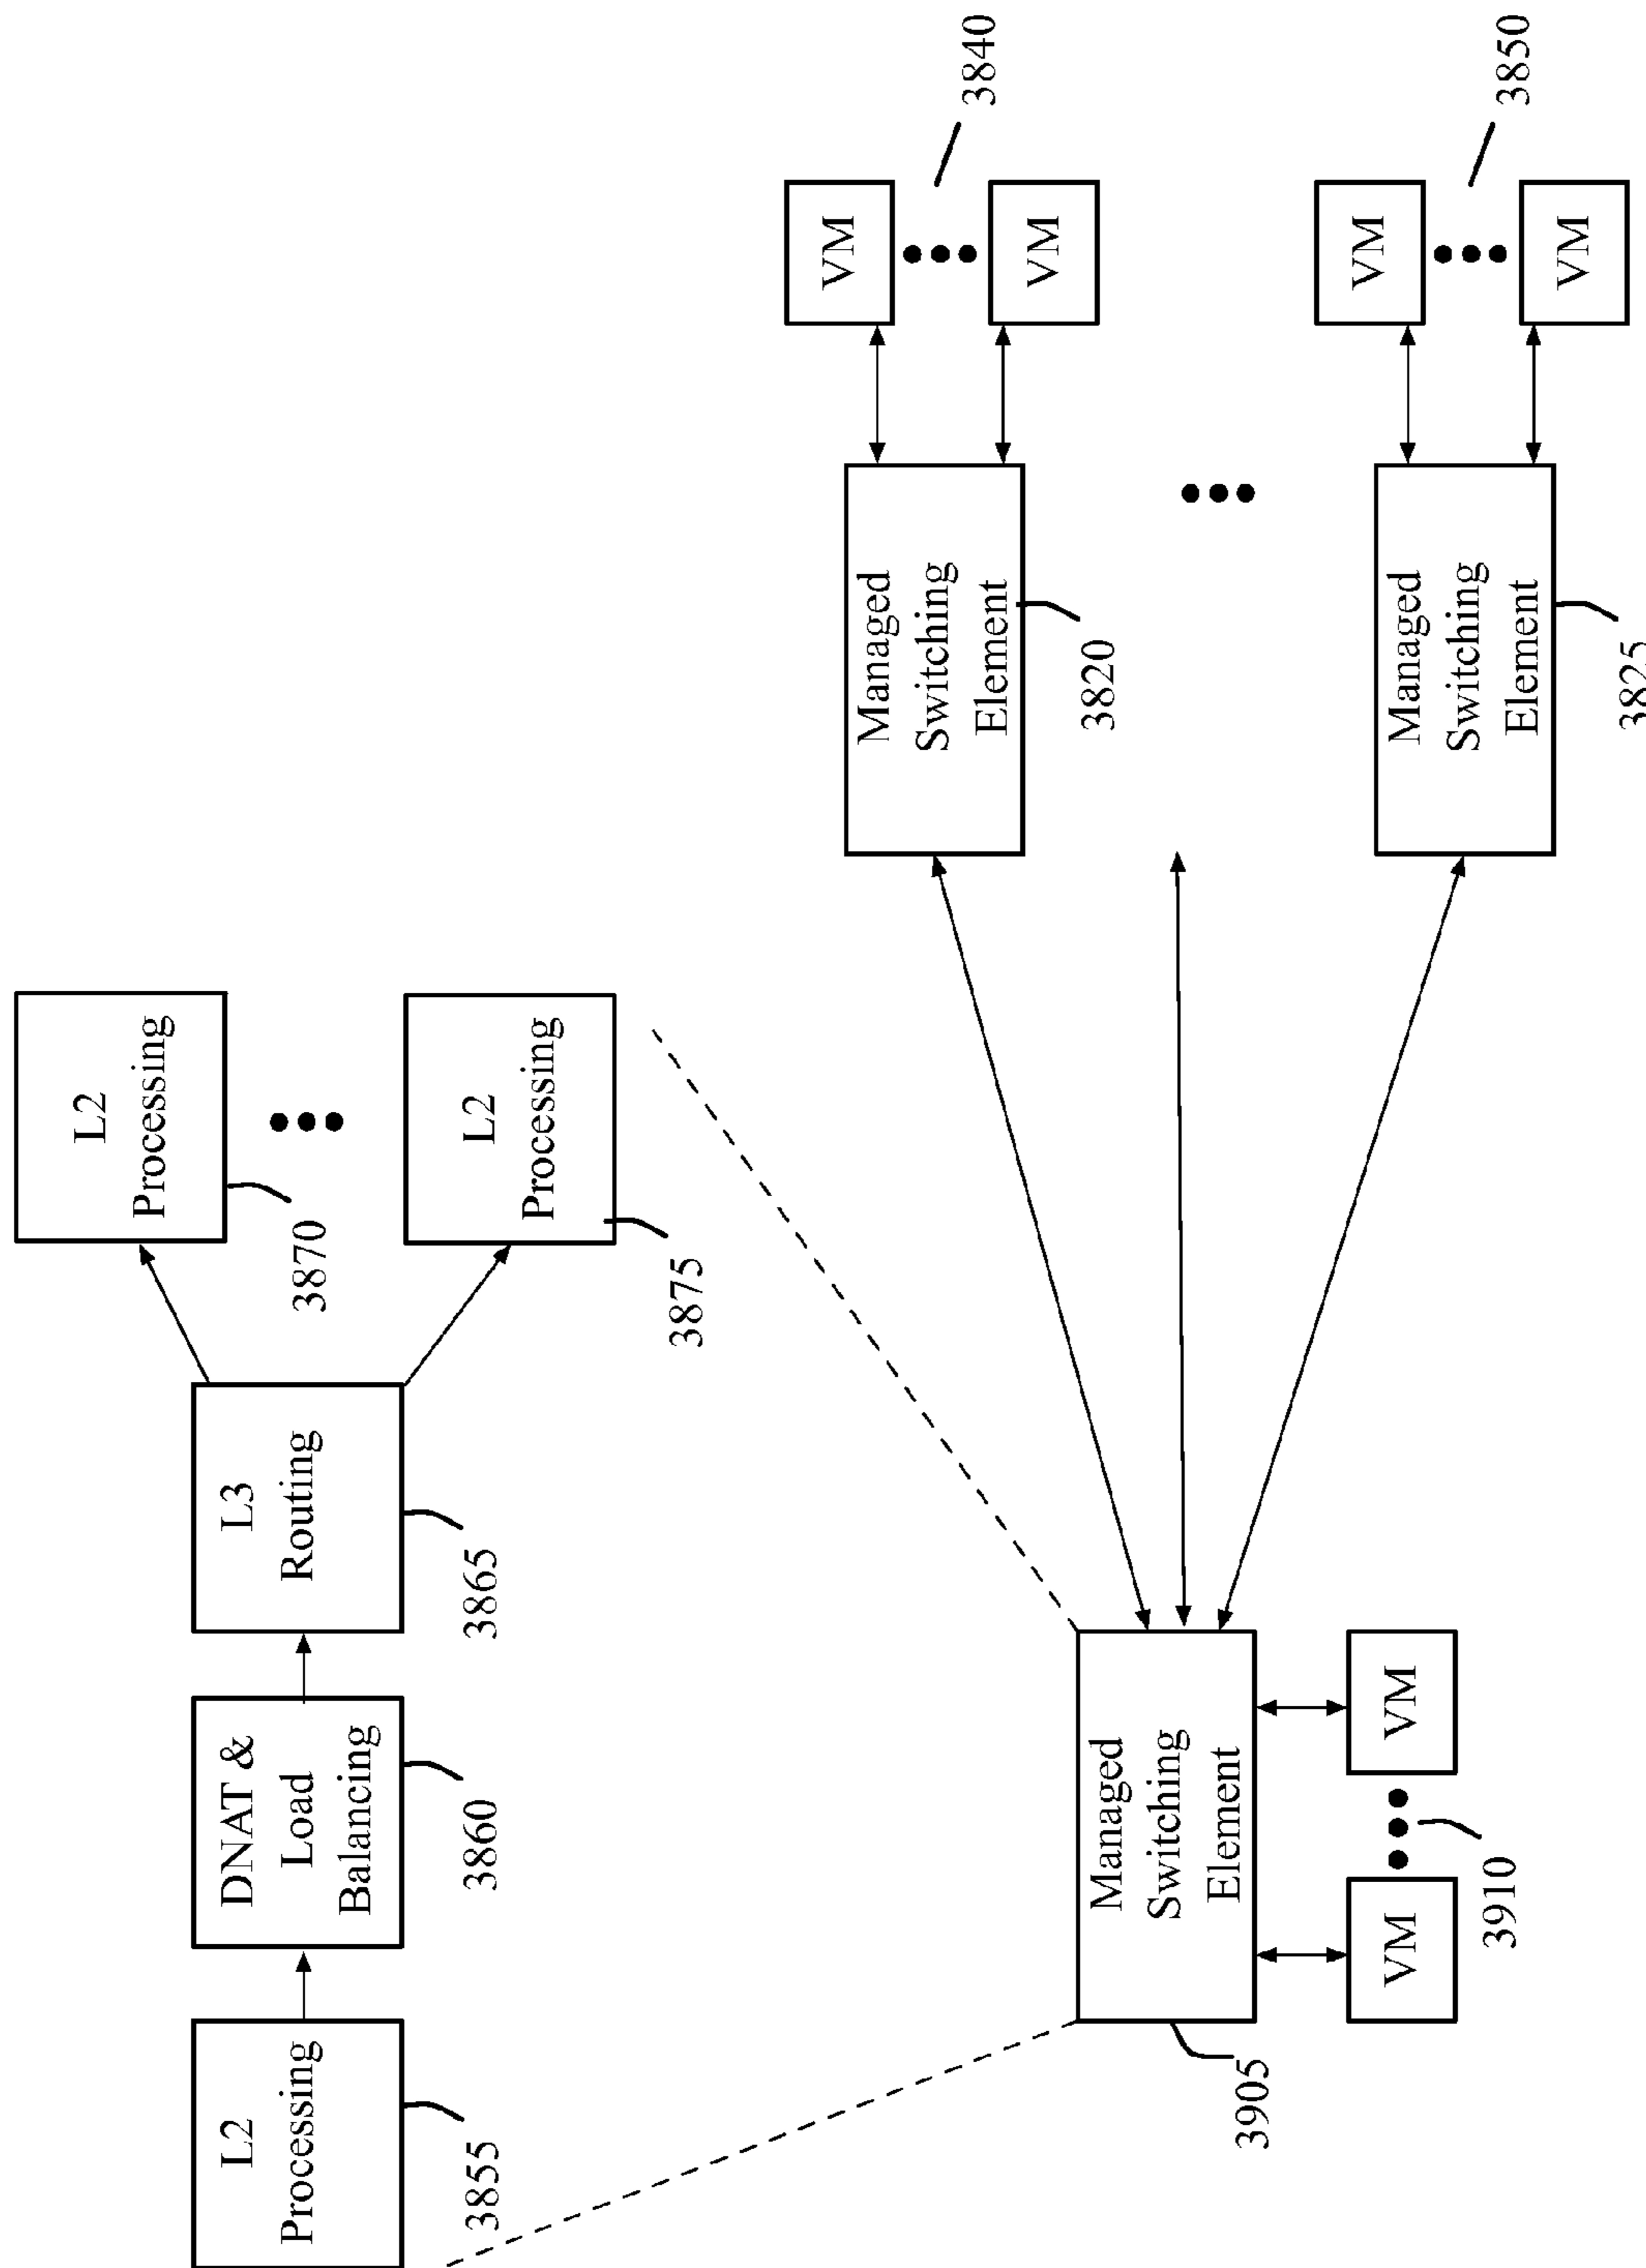 L2
Processing
3855
DNAT &
Load
Balancing
3860
L3
Routing
3865
L2
Processing
3870
L2
Processing
3875
Managed
Switching
Element
3905
VM
VM
3910
Managed
Switching
Element
3820
VM
VM
3840
Managed
Switching
Element
3825
VM
VM
3850